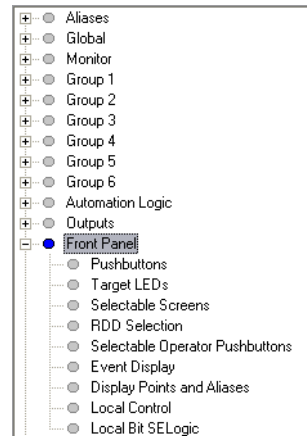 Aliases
Global
Monitor
Group 1
Group 2
Group 3
Group 4
Group 5
Group 6
Automation Logic
Outputs
Front Panel
Pushbuttons
Target LEDs
Selectable Screens
RDD Selection
Selectable Operator Pushbuttons
Event Display
Display Points and Aliases
Local Control
Local Bit SELogic